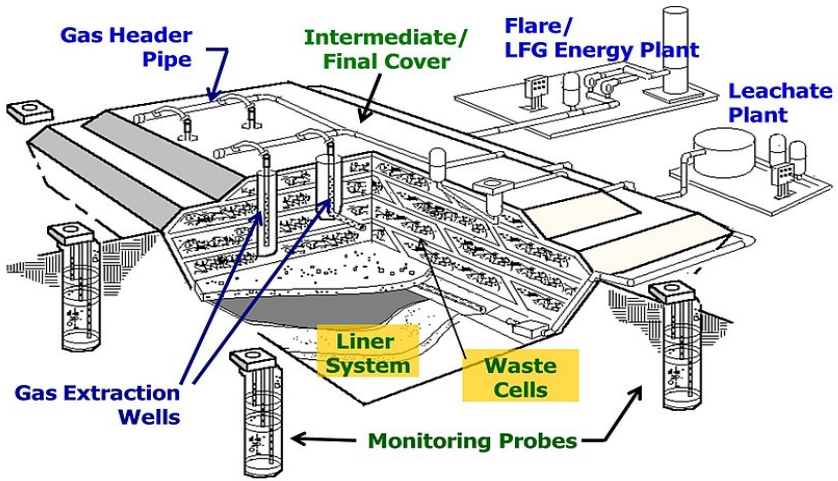 Gas Header
Pipe
Intermediate/
Final Cover
Flare/
LFG Energy Plant
Leachate
Plant
Liner
System
Waste
Cells
Gas Extraction
Wells
Monitoring Probes